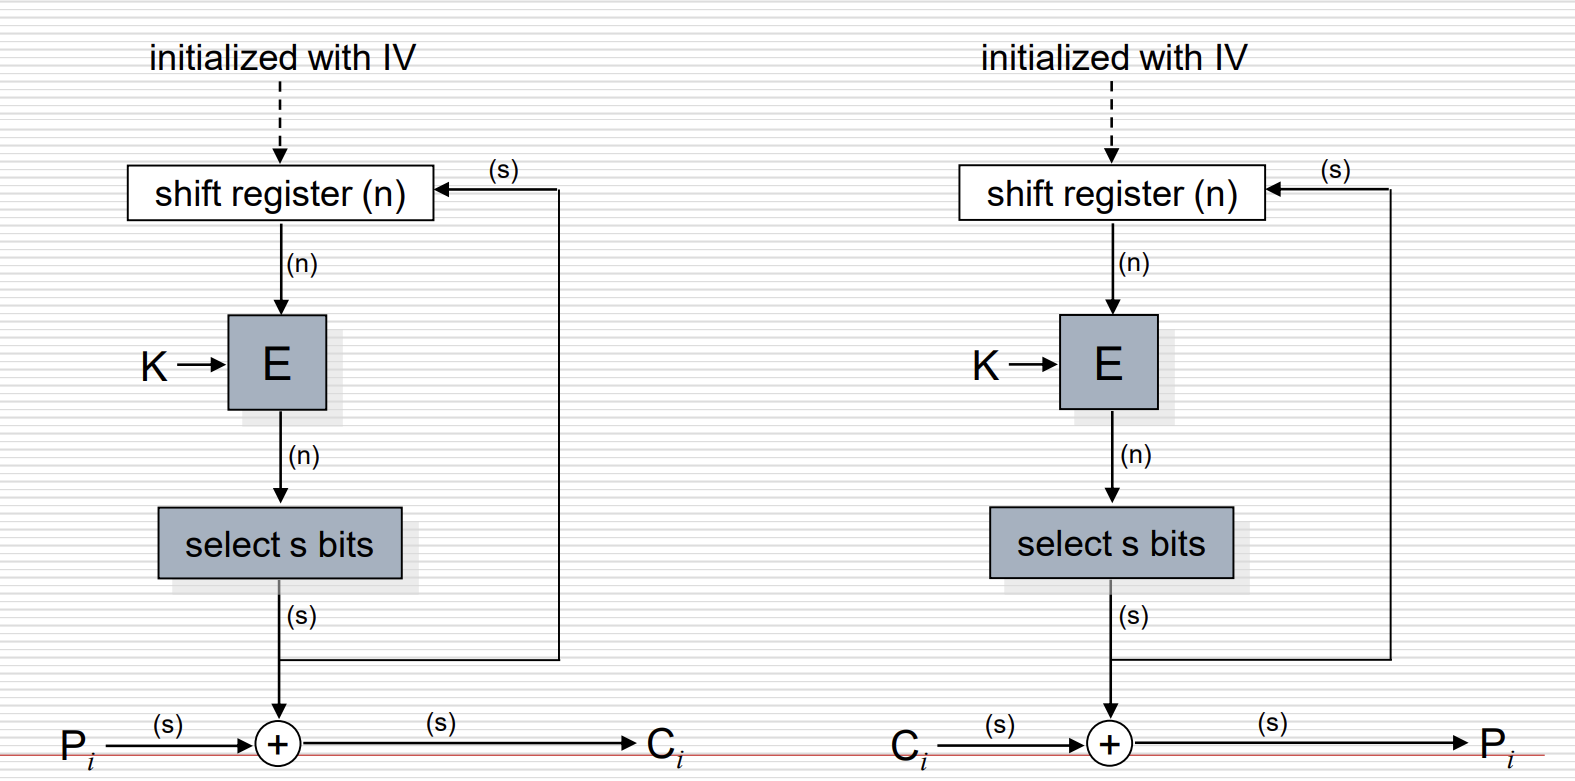 initialized with IV
shift register (n)
(s)
(n)
K
E
(n)
select s bits
(s)
P i
(s)
+
(s)
C i
initialized with IV
shift register (n)
(s)
(n)
K
E
(n)
select s bits
(s)
C i
(s)
+
(s)
P i